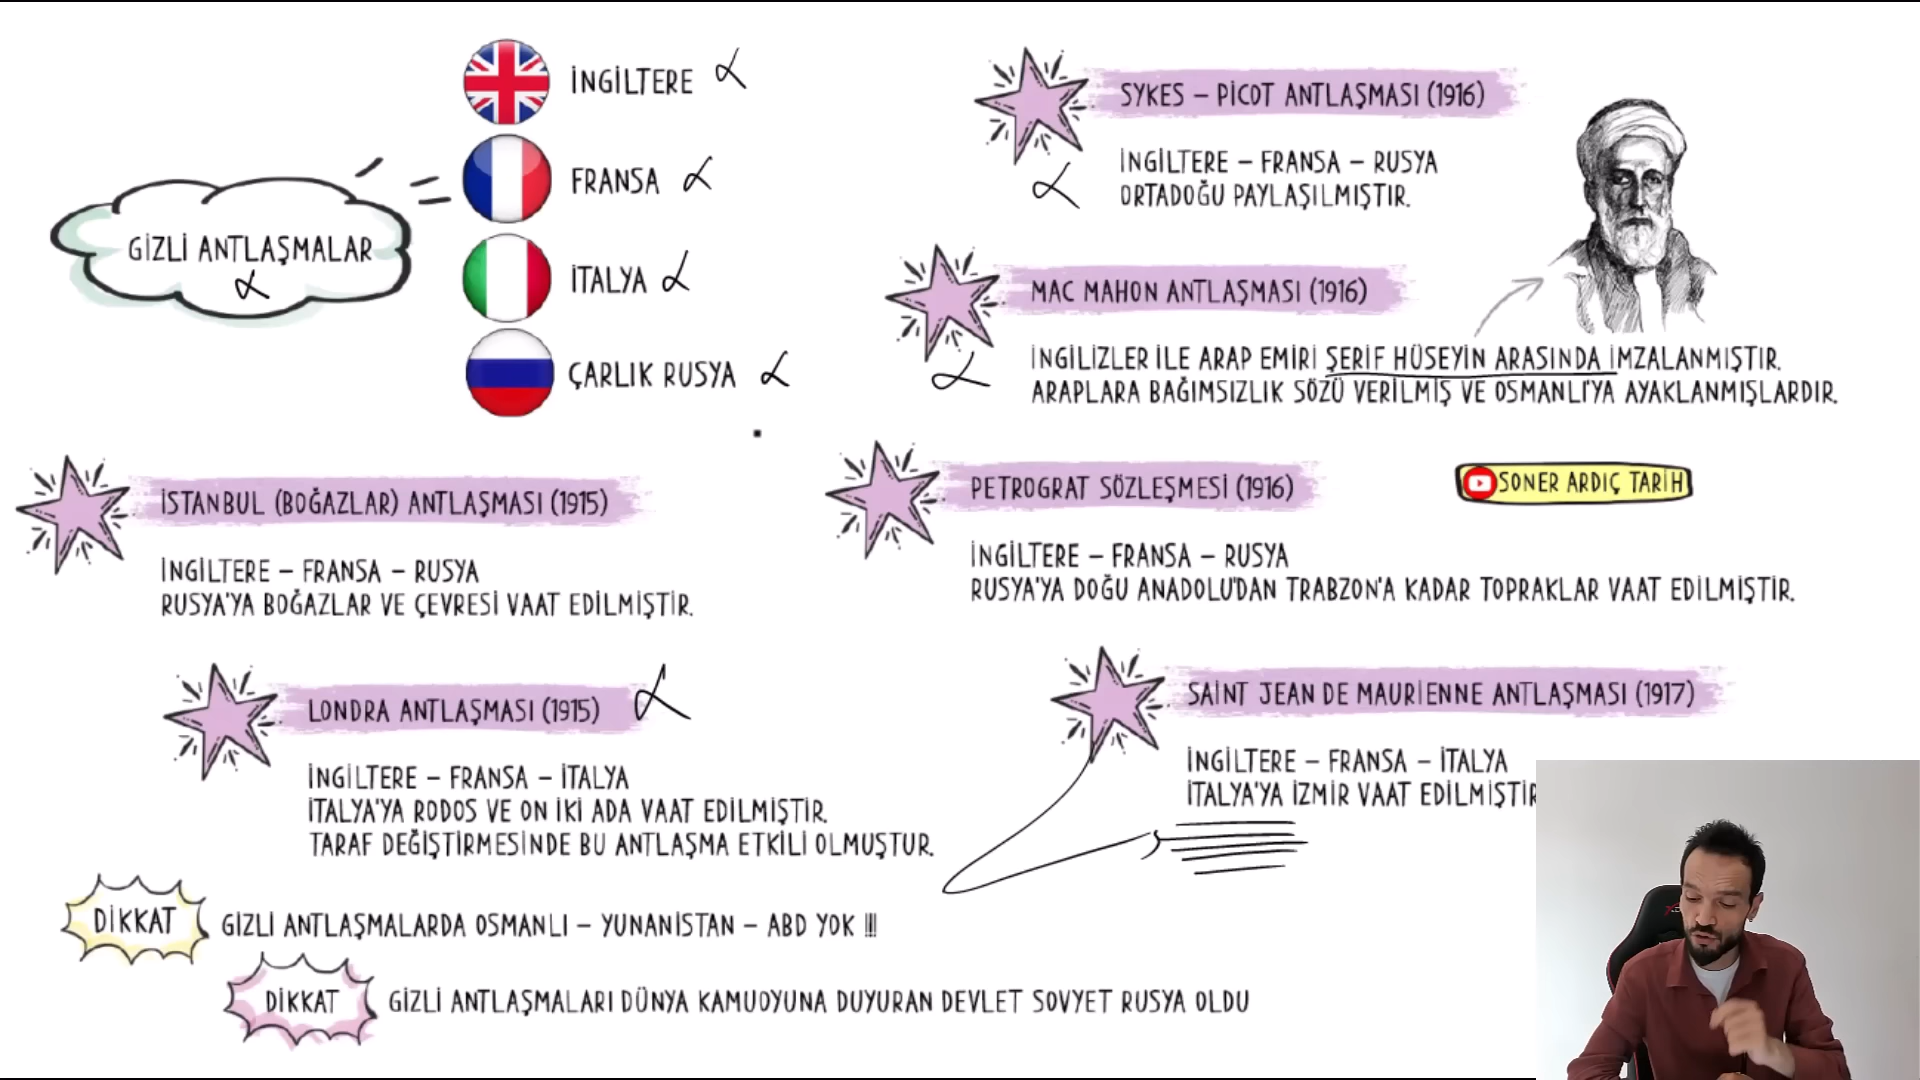 GİZLİ ANTLAŞMALAR
İNGİLTERE
FRANSA
İTALYA
ÇARLIK RUSYA
İSTANBUL (BOĞAZLAR) ANTLAŞMASI (1915)
İNGİLTERE – FRANSA – RUSYA
RUSYA'YA BOĞAZLAR VE ÇEVRESİ VAAT EDİLMİŞTİR.
LONDRA ANTLAŞMASI (1915)
İNGİLTERE – FRANSA – İTALYA
İTALYA'YA RODOS VE ON İKİ ADA VAAT EDİLMİŞTİR.
TARAF DEĞİŞTİRMESİNDE BU ANTLAŞMA ETKİLİ OLMUŞTUR.
SYKES – PİCOT ANTLAŞMASI (1916)
İNGİLTERE – FRANSA – RUSYA
ORTADOĞU PAYLAŞILMIŞTIR.
MAC MAHON ANTLAŞMASI (1916)
İNGİLİZLER İLE ARAP EMİRİ ŞERİF HÜSEYİN ARASINDA İMZALANMIŞTIR.
ARAPLARA BAĞIMSIZLIK SÖZÜ VERİLMİŞ VE OSMANLI'YA AYAKLANMIŞLARDIR.
PETROGRAT SÖZLEŞMESİ (1916)
SONER ARDIÇ TARİH
İNGİLTERE – FRANSA – RUSYA
RUSYA'YA DOĞU ANADOLU'DAN TRABZON'A KADAR TOPRAKLAR VAAT EDİLMİŞTİR.
SAINT JEAN DE MAURİENNE ANTLAŞMASI (1917)
İNGİLTERE – FRANSA – İTALYA
İTALYA'YA İZMİR VAAT EDİLMİŞTİR
DİKKAT GİZLİ ANTLAŞMALARDA OSMANLI – YUNANİSTAN – ABD YOK !!!
DİKKAT GİZLİ ANTLAŞMALARI DÜNYA KAMUOYUNA DUYURAN DEVLET SOVYET RUSYA OLDU